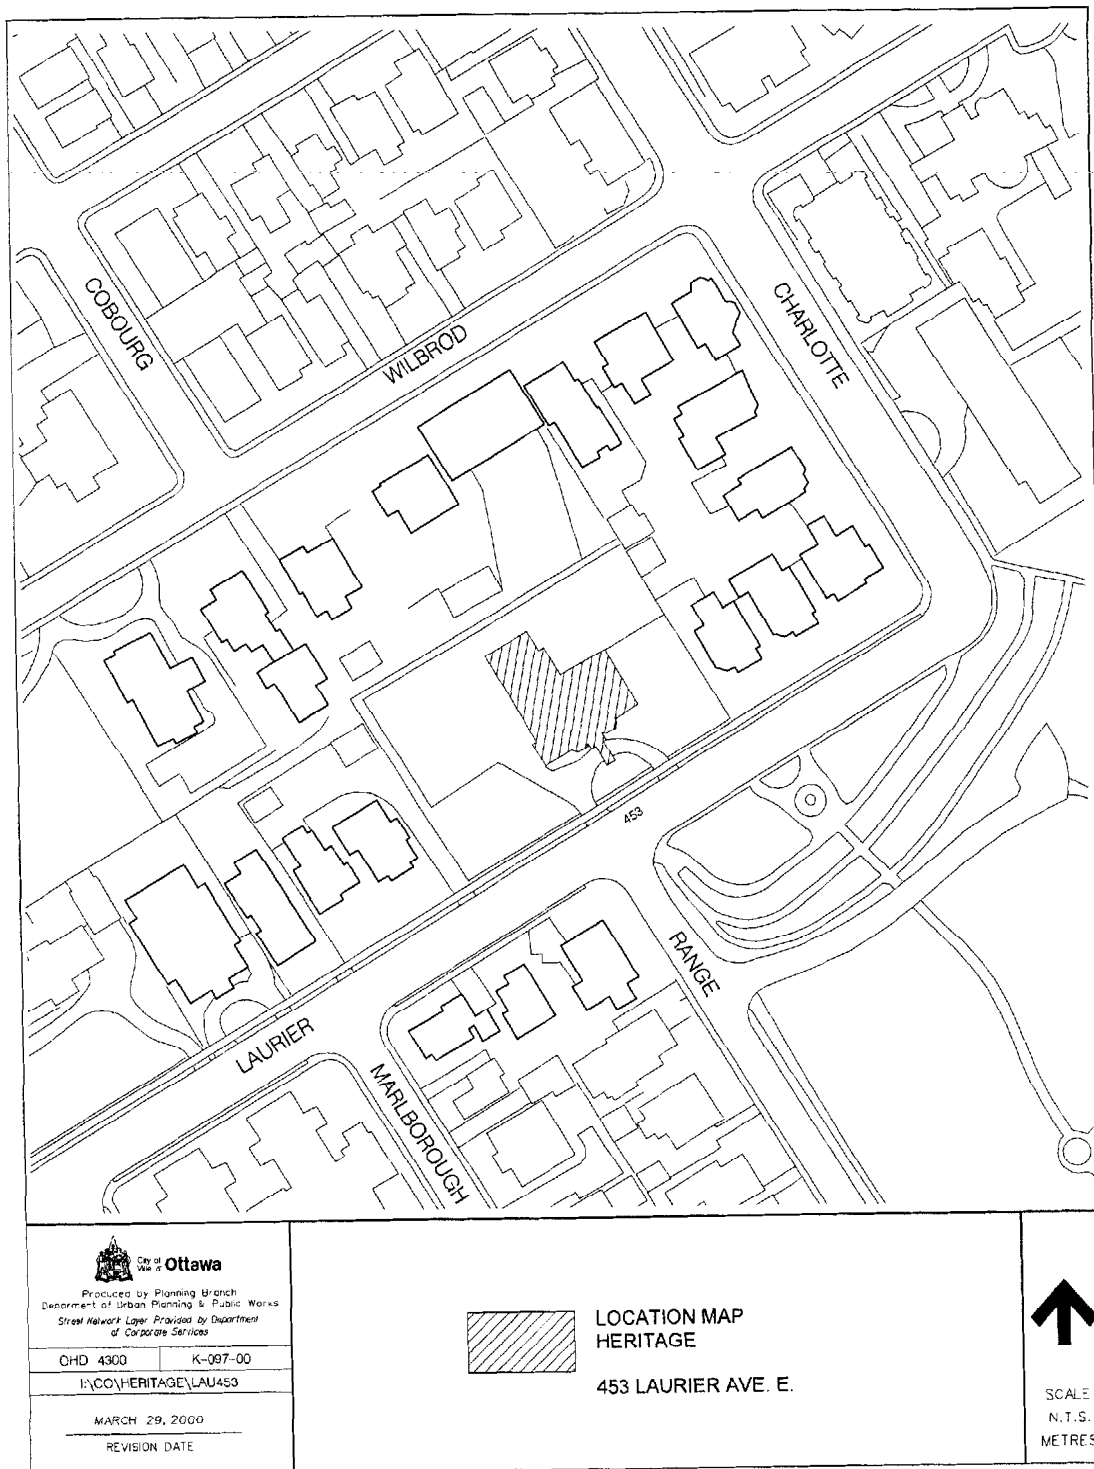 COBOURG
WILBROD
CHARLOTTE
453
RANGE
LAURIER
MARLBOROUGH
City of
Ville d'
Ottawa
Produced by Planning Branch
Department of Urban Planning & Public Works
Street Network Layer Provided by Department
of Corporate Services
OHD 4300
K-097-00
I:\CO\HERITAGE\LAU453
MARCH 29, 2000
REVISION DATE
LOCATION MAP
HERITAGE
453 LAURIER AVE. E.
SCALE
N.T.S.
METRES